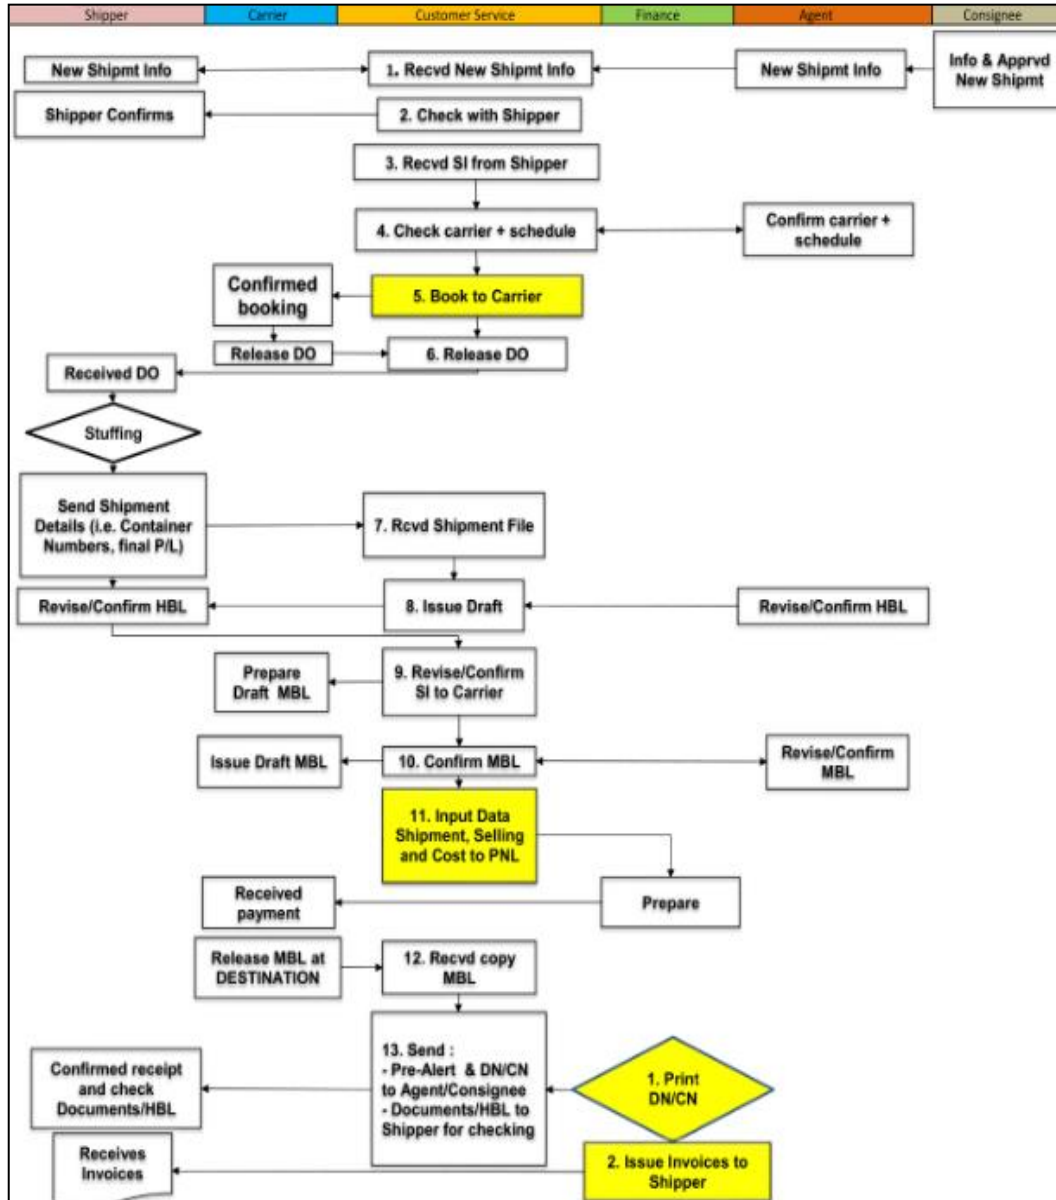 Shipper Carrier Customer Service Finance Agent Consignee
New Shipmt Info
1. Recvd New Shipmt Info
New Shipmt Info
Info & Apprvd
New Shipmt
Shipper Confirms
2. Check with Shipper
3. Recvd SI from Shipper
4. Check carrier + schedule
Confirm carrier +
schedule
Confirmed
booking
5. Book to Carrier
Release DO
6. Release DO
Received DO
Stuffing
Send Shipment
Details (i.e. Container
Numbers, final P/L)
7. Rcvd Shipment File
Revise/Confirm HBL
8. Issue Draft
Revise/Confirm HBL
Prepare
Draft MBL
9. Revise/Confirm
SI to Carrier
Issue Draft MBL
10. Confirm MBL
Revise/Confirm
MBL
11. Input Data
Shipment, Selling
and Cost to PNL
Received
payment
Prepare
Release MBL at
DESTINATION
12. Recvd copy
MBL
13. Send :
- Pre-Alert & DN/CN
to Agent/Consignee
- Documents/HBL to
Shipper for checking
Confirmed receipt
and check
Documents/HBL
1. Print
DN/CN
Receives
Invoices
2. Issue Invoices to
Shipper